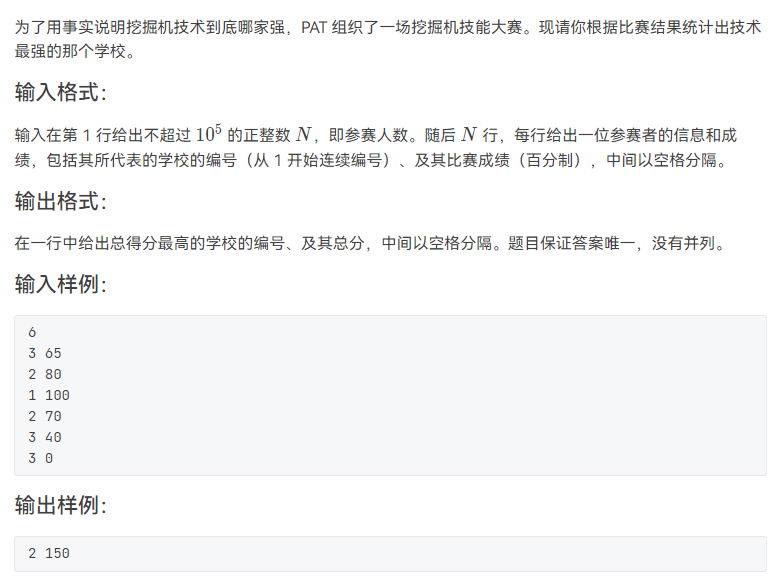 为了用事实说明挖掘机技术到底哪家强，PAT 组织了一场挖掘机技能大赛。现请你根据比赛结果统计出技术
最强的那个学校。
输入格式：
输入在第 1 行给出不超过 10⁵ 的正整数 N，即参赛人数。随后 N 行，每行给出一位参赛者的信息和成
绩，包括其所代表的学校的编号（从 1 开始连续编号）、及其比赛成绩（百分制），中间以空格分隔。
输出格式：
在一行中给出总得分最高的学校的编号、及其总分，中间以空格分隔。题目保证答案唯一，没有并列。
输入样例：
6
3 65
2 80
1 100
2 70
3 40
3 0
输出样例：
2 150